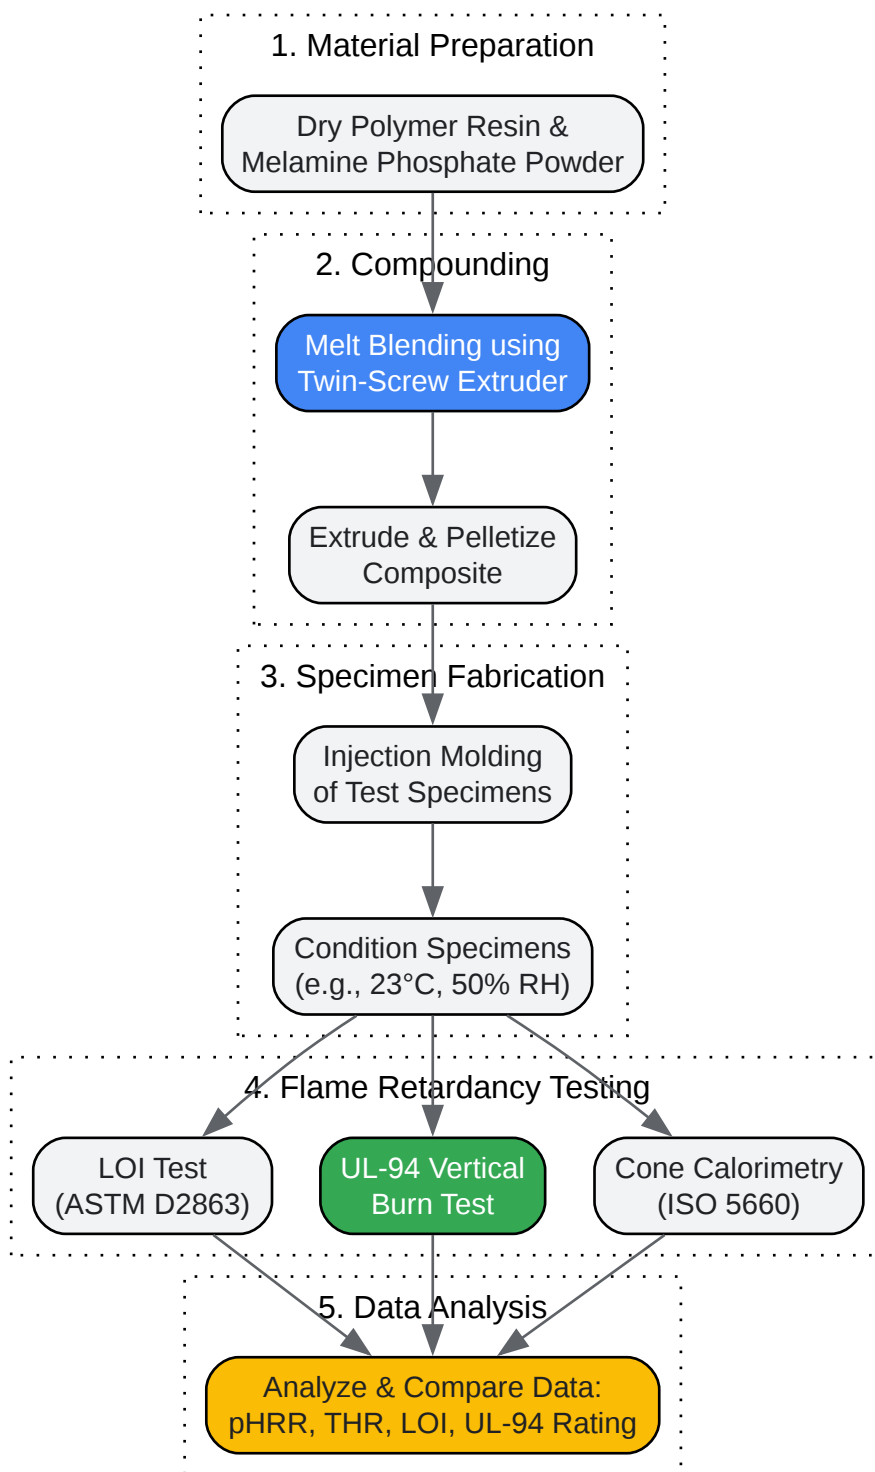 1. Material Preparation
Dry Polymer Resin &
Melamine Phosphate Powder
2. Compounding
Melt Blending using
Twin-Screw Extruder
Extrude & Pelletize
Composite
3. Specimen Fabrication
Injection Molding
of Test Specimens
Condition Specimens
(e.g., 23°C, 50% RH)
4. Flame Retardancy Testing
LOI Test
(ASTM D2863)
UL-94 Vertical
Burn Test
Cone Calorimetry
(ISO 5660)
5. Data Analysis
Analyze & Compare Data:
pHRR, THR, LOI, UL-94 Rating